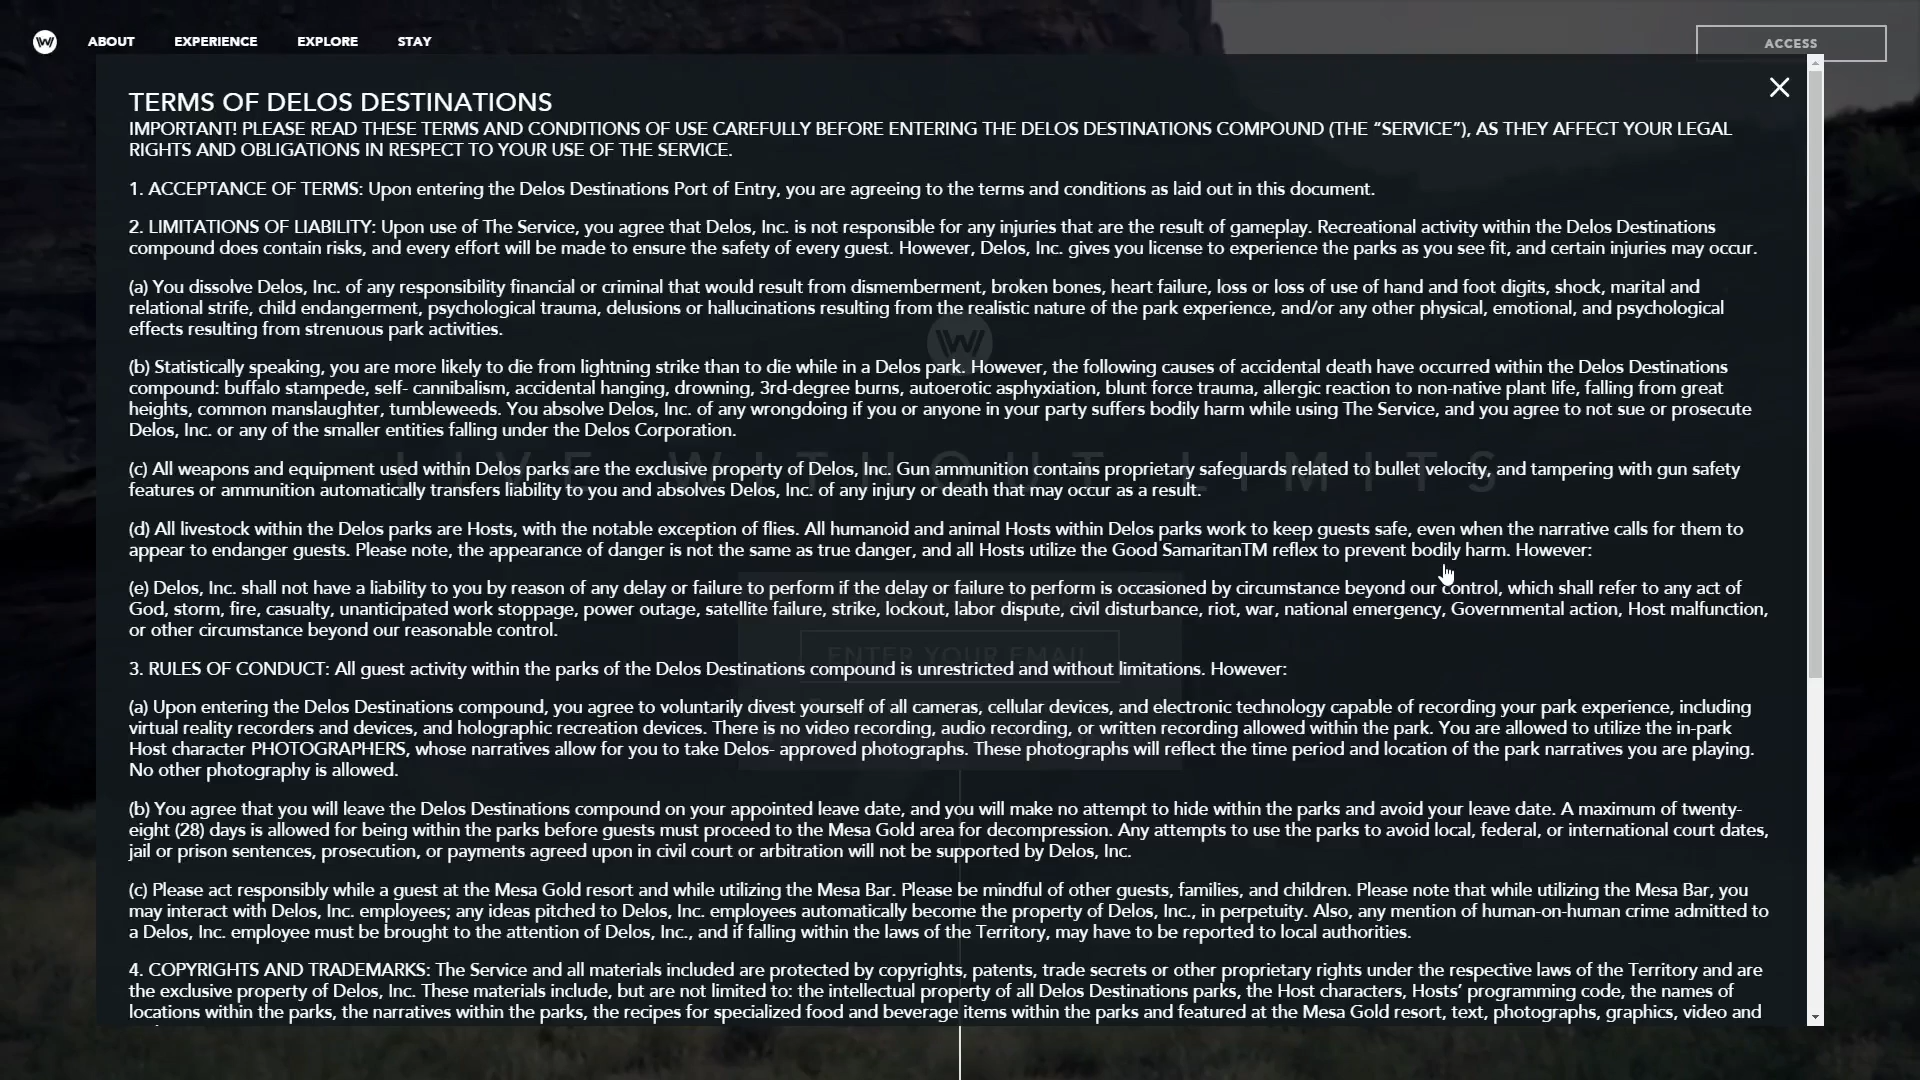 ABOUT EXPERIENCE EXPLORE STAY ACCESS
TERMS OF DELOS DESTINATIONS
IMPORTANT! PLEASE READ THESE TERMS AND CONDITIONS OF USE CAREFULLY BEFORE ENTERING THE DELOS DESTINATIONS COMPOUND (THE “SERVICE”), AS THEY AFFECT YOUR LEGAL
RIGHTS AND OBLIGATIONS IN RESPECT TO YOUR USE OF THE SERVICE.
1. ACCEPTANCE OF TERMS: Upon entering the Delos Destinations Port of Entry, you are agreeing to the terms and conditions as laid out in this document.
2. LIMITATIONS OF LIABILITY: Upon use of The Service, you agree that Delos, Inc. is not responsible for any injuries that are the result of gameplay. Recreational activity within the Delos Destinations
compound does contain risks, and every effort will be made to ensure the safety of every guest. However, Delos, Inc. gives you license to experience the parks as you see fit, and certain injuries may occur.
(a) You dissolve Delos, Inc. of any responsibility financial or criminal that would result from dismemberment, broken bones, heart failure, loss or loss of use of hand and foot digits, shock, marital and
relational strife, child endangerment, psychological trauma, delusions or hallucinations resulting from the realistic nature of the park experience, and/or any other physical, emotional, and psychological
effects resulting from strenuous park activities.
(b) Statistically speaking, you are more likely to die from lightning strike than to die while in a Delos park. However, the following causes of accidental death have occurred within the Delos Destinations
compound: buffalo stampede, self- cannibalism, accidental hanging, drowning, 3rd-degree burns, autoerotic asphyxiation, blunt force trauma, allergic reaction to non-native plant life, falling from great
heights, common manslaughter, tumbleweeds. You absolve Delos, Inc. of any wrongdoing if you or anyone in your party suffers bodily harm while using The Service, and you agree to not sue or prosecute
Delos, Inc. or any of the smaller entities falling under the Delos Corporation.
(c) All weapons and equipment used within Delos parks are the exclusive property of Delos, Inc. Gun ammunition contains proprietary safeguards related to bullet velocity, and tampering with gun safety
LIVE WITHOUT LIMITS
features or ammunition automatically transfers liability to you and absolves Delos, Inc. of any injury or death that may occur as a result.
(d) All livestock within the Delos parks are Hosts, with the notable exception of flies. All humanoid and animal Hosts within Delos parks work to keep guests safe, even when the narrative calls for them to
appear to endanger guests. Please note, the appearance of danger is not the same as true danger, and all Hosts utilize the Good SamaritanTM reflex to prevent bodily harm. However:
(e) Delos, Inc. shall not have a liability to you by reason of any delay or failure to perform if the delay or failure to perform is occasioned by circumstance beyond our control, which shall refer to any act of
God, storm, fire, casualty, unanticipated work stoppage, power outage, satellite failure, strike, lockout, labor dispute, civil disturbance, riot, war, national emergency, Governmental action, Host malfunction,
or other circumstance beyond our reasonable control.
ENTER YOUR EMAIL
3. RULES OF CONDUCT: All guest activity within the parks of the Delos Destinations compound is unrestricted and without limitations. However:
(a) Upon entering the Delos Destinations compound, you agree to voluntarily divest yourself of all cameras, cellular devices, and electronic technology capable of recording your park experience, including
virtual reality recorders and devices, and holographic recreation devices. There is no video recording, audio recording, or written recording allowed within the park. You are allowed to utilize the in-park
Host character PHOTOGRAPHERS, whose narratives allow for you to take Delos- approved photographs. These photographs will reflect the time period and location of the park narratives you are playing.
No other photography is allowed.
(b) You agree that you will leave the Delos Destinations compound on your appointed leave date, and you will make no attempt to hide within the parks and avoid your leave date. A maximum of twenty-
eight (28) days is allowed for being within the parks before guests must proceed to the Mesa Gold area for decompression. Any attempts to use the parks to avoid local, federal, or international court dates,
jail or prison sentences, prosecution, or payments agreed upon in civil court or arbitration will not be supported by Delos, Inc.
(c) Please act responsibly while a guest at the Mesa Gold resort and while utilizing the Mesa Bar. Please be mindful of other guests, families, and children. Please note that while utilizing the Mesa Bar, you
may interact with Delos, Inc. employees; any ideas pitched to Delos, Inc. employees automatically become the property of Delos, Inc., in perpetuity. Also, any mention of human-on-human crime admitted to
a Delos, Inc. employee must be brought to the attention of Delos, Inc., and if falling within the laws of the Territory, may have to be reported to local authorities.
4. COPYRIGHTS AND TRADEMARKS: The Service and all materials included are protected by copyrights, patents, trade secrets or other proprietary rights under the respective laws of the Territory and are
the exclusive property of Delos, Inc. These materials include, but are not limited to: the intellectual property of all Delos Destinations parks, the Host characters, Hosts’ programming code, the names of
locations within the parks, the narratives within the parks, the recipes for specialized food and beverage items within the parks and featured at the Mesa Gold resort, text, photographs, graphics, video and